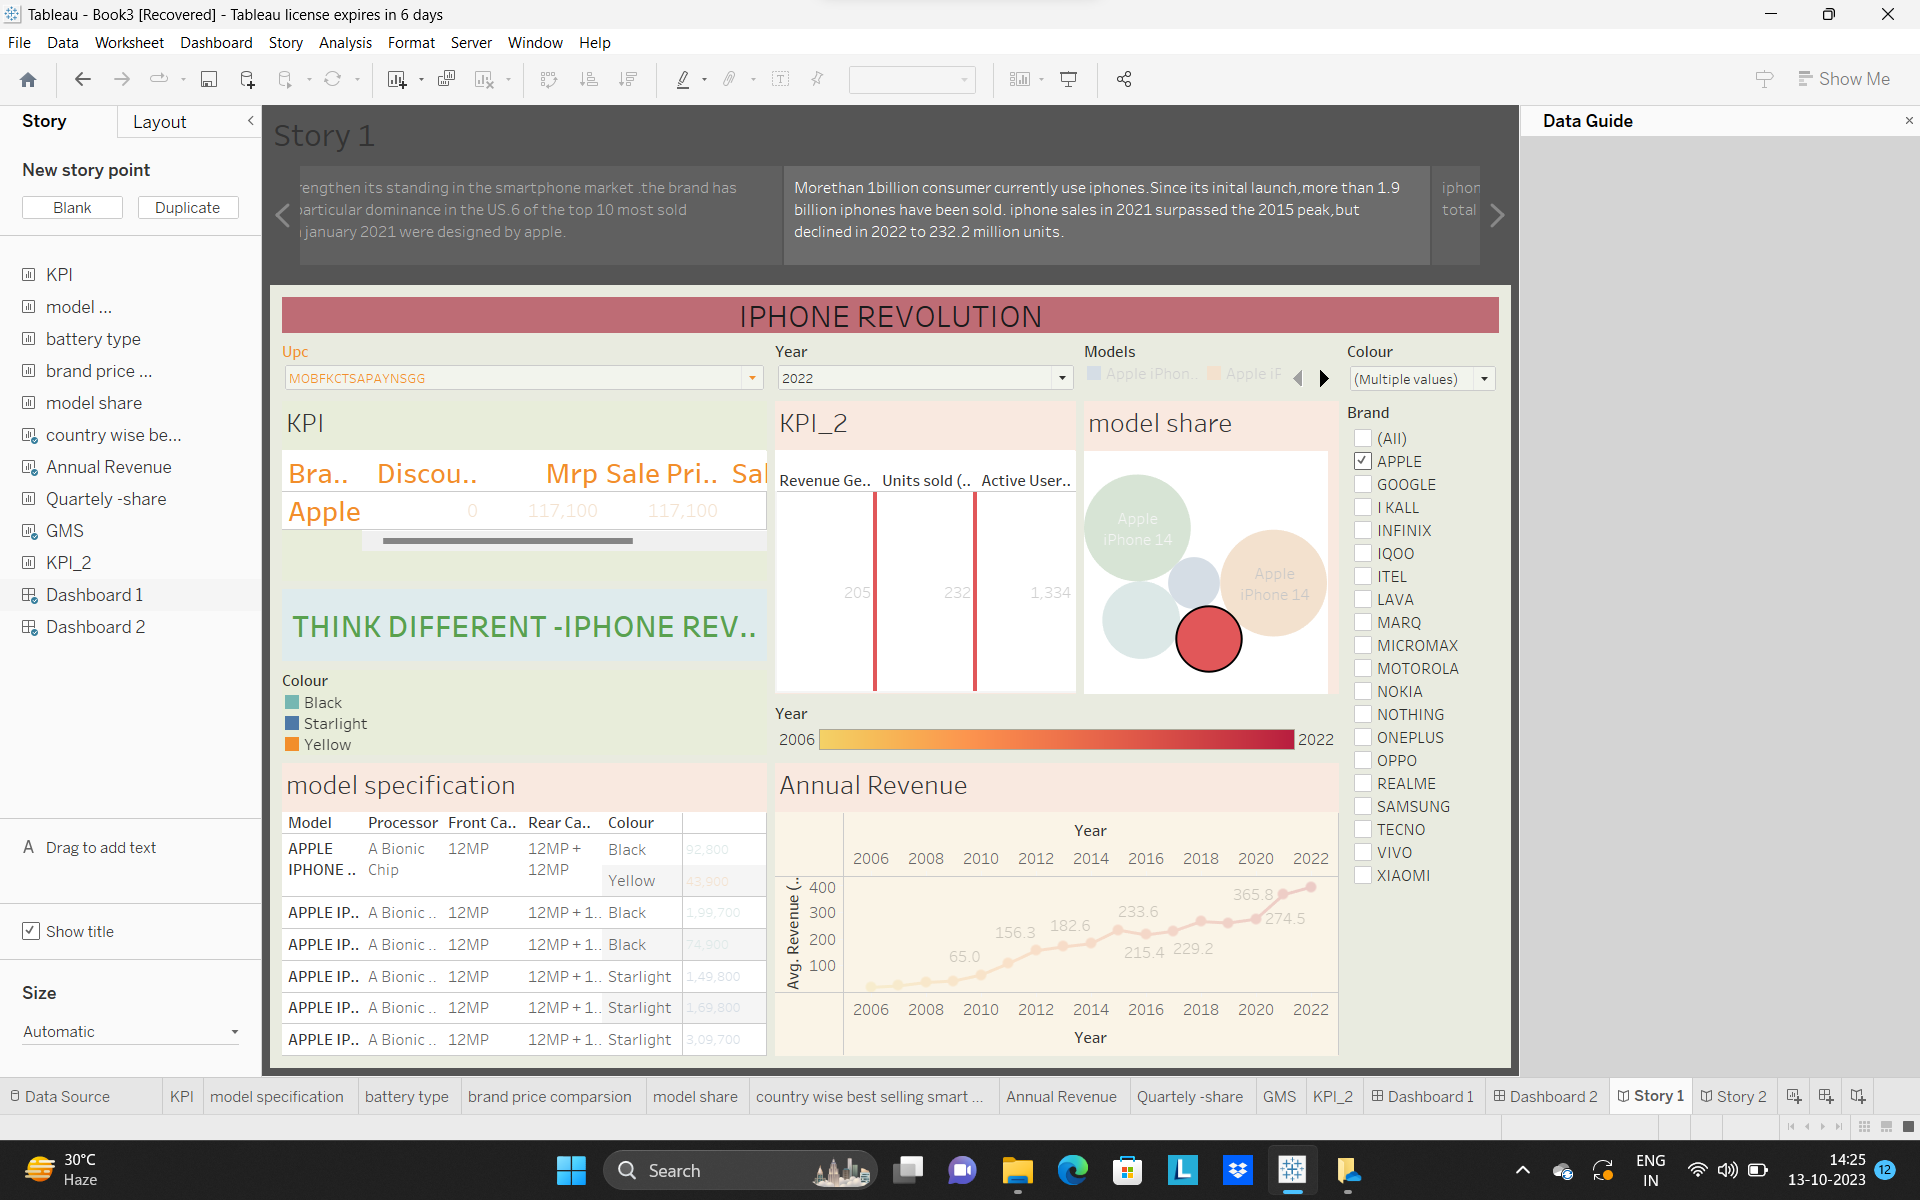 Tableau - Book3 [Recovered] - Tableau license expires in 6 days
File Data Worksheet Dashboard Story Analysis Format Server Window Help
Show Me
Story Layout
New story point
Blank Duplicate
KPI
model ...
battery type
brand price ...
model share
country wise be...
Annual Revenue
Quartely -share
GMS
KPI_2
Dashboard 1
Dashboard 2
A Drag to add text
Show title
Size
Automatic
Story 1
rengthen its standing in the smartphone market .the brand has
particular dominance in the US.6 of the top 10 most sold
january 2021 were designed by apple.
Morethan 1billion consumer currently use iphones.Since its inital launch,more than 1.9
billion iphones have been sold. iphone sales in 2021 surpassed the 2015 peak,but
declined in 2022 to 232.2 million units.
iphon
total
IPHONE REVOLUTION
Upc
MOBFKCTSAPAYNSGG
Year
2022
Models
Apple iPhon.. Apple iF
Colour
(Multiple values)
KPI
Bra.. Discou.. Mrp Sale Pri.. Sal
Apple 0 117,100 117,100
THINK DIFFERENT -IPHONE REV..
Colour
Black
Starlight
Yellow
KPI_2
Revenue Ge.. Units sold (.. Active User..
205 232 1,334
model share
Apple
iPhone 14
Apple
iPhone 14
Year
2006 2022
Brand
(All)
APPLE
GOOGLE
I KALL
INFINIX
IQOO
ITEL
LAVA
MARQ
MICROMAX
MOTOROLA
NOKIA
NOTHING
ONEPLUS
OPPO
REALME
SAMSUNG
TECNO
VIVO
XIAOMI
model specification
Model Processor Front Ca.. Rear Ca.. Colour
APPLE A Bionic 12MP 12MP + Black 92,800
IPHONE .. Chip 12MP
Yellow 43,900
APPLE IP.. A Bionic .. 12MP 12MP + 1.. Black 1,99,700
APPLE IP.. A Bionic .. 12MP 12MP + 1.. Black 74,900
APPLE IP.. A Bionic .. 12MP 12MP + 1.. Starlight 1,49,800
APPLE IP.. A Bionic .. 12MP 12MP + 1.. Starlight 1,69,800
APPLE IP.. A Bionic .. 12MP 12MP + 1.. Starlight 3,09,700
Annual Revenue
Year
2006 2008 2010 2012 2014 2016 2018 2020 2022
Avg. Revenue (..
400
300
200
100
65.0 156.3 182.6 233.6 215.4 229.2 365.8 274.5
2006 2008 2010 2012 2014 2016 2018 2020 2022
Year
Data Guide
Data Source KPI model specification battery type brand price comparsion model share country wise best selling smart ... Annual Revenue Quartely -share GMS KPI_2 Dashboard 1 Dashboard 2 Story 1 Story 2
30°C
Haze
Search
L
ENG
IN
14:25
13-10-2023
12